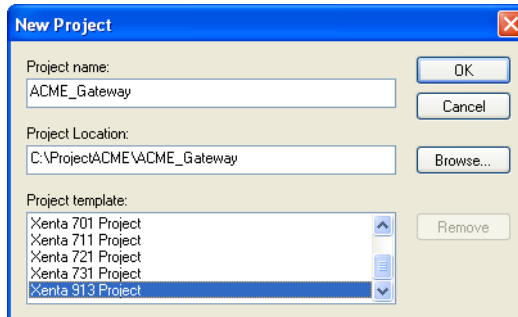 New Project
Project name:
OK
ACME_Gateway
Cancel
Project Location:
C:\ProjectACME\ACME_Gateway
Browse...
Project template:
Remove
Xenta 701 Project
Xenta 711 Project
Xenta 721 Project
Xenta 731 Project
Xenta 913 Project